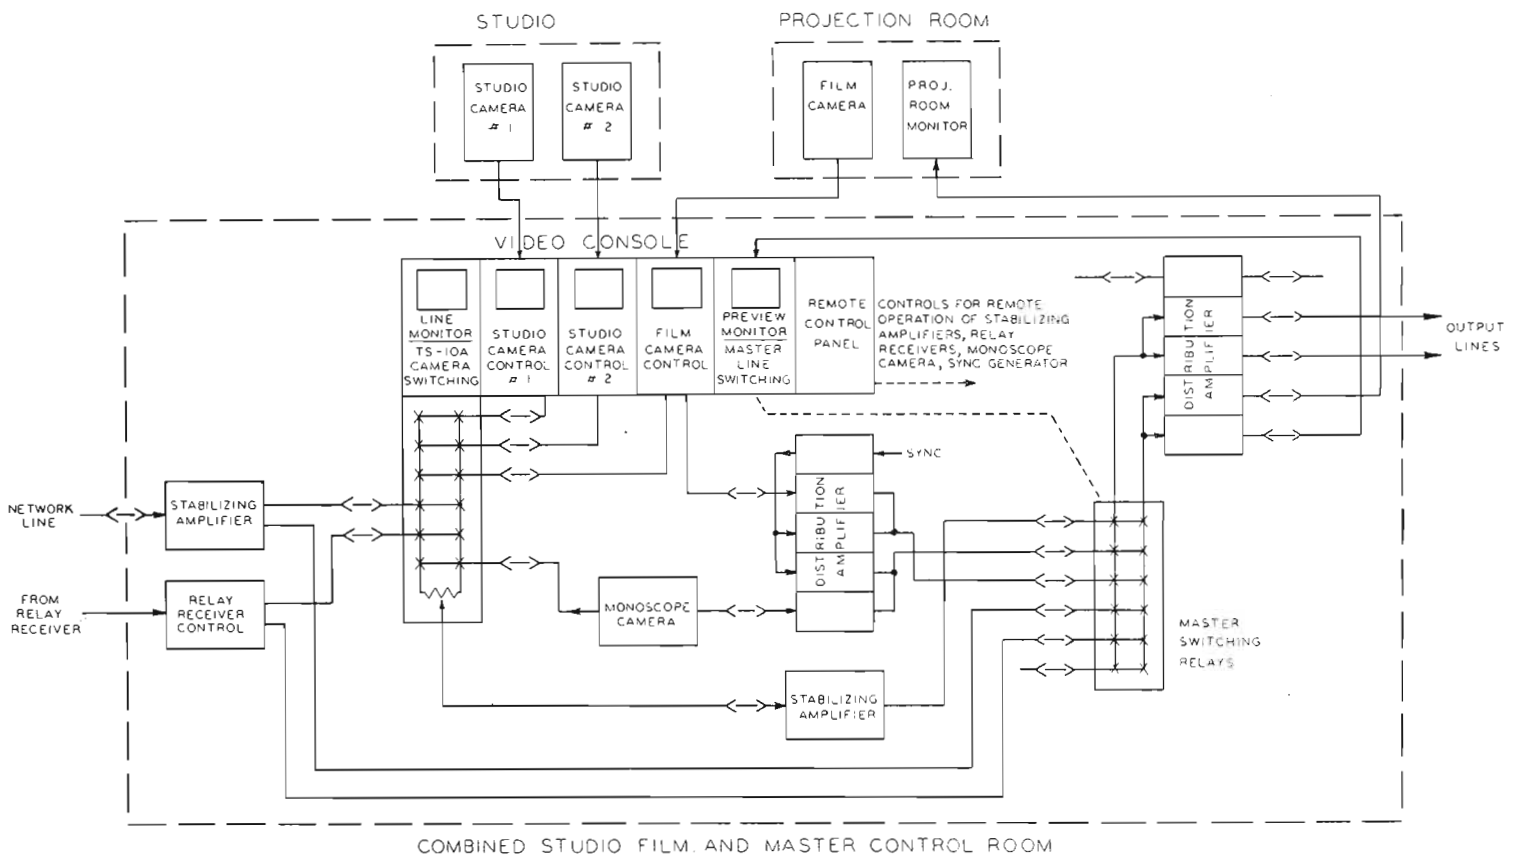 STUDIO
PROJECTION ROOM
STUDIO
CAMERA
# 1
STUDIO
CAMERA
# 2
FILM
CAMERA
PROJ.
ROOM
MONITOR
VIDEO CONSOLE
LINE
MONITOR
TS-10A
CAMERA
SWITCHING
STUDIO
CAMERA
CONTROL
# 1
STUDIO
CAMERA
CONTROL
# 2
FILM
CAMERA
CONTROL
PREVIEW
MONITOR
MASTER
LINE
SWITCHING
REMOTE
CONTROL
PANEL
CONTROLS FOR REMOTE
OPERATION OF STABILIZING
AMPLIFIERS, RELAY
RECEIVERS, MONOSCOPE
CAMERA, SYNC GENERATOR
DISTRIBUTION
AMPLIFIER
OUTPUT
LINES
SYNC
DISTRIBUTION
AMPLIFIER
NETWORK
LINE
STABILIZING
AMPLIFIER
FROM
RELAY
RECEIVER
RELAY
RECEIVER
CONTROL
MONOSCOPE
CAMERA
MASTER
SWITCHING
RELAYS
STABILIZING
AMPLIFIER
COMBINED STUDIO FILM, AND MASTER CONTROL ROOM